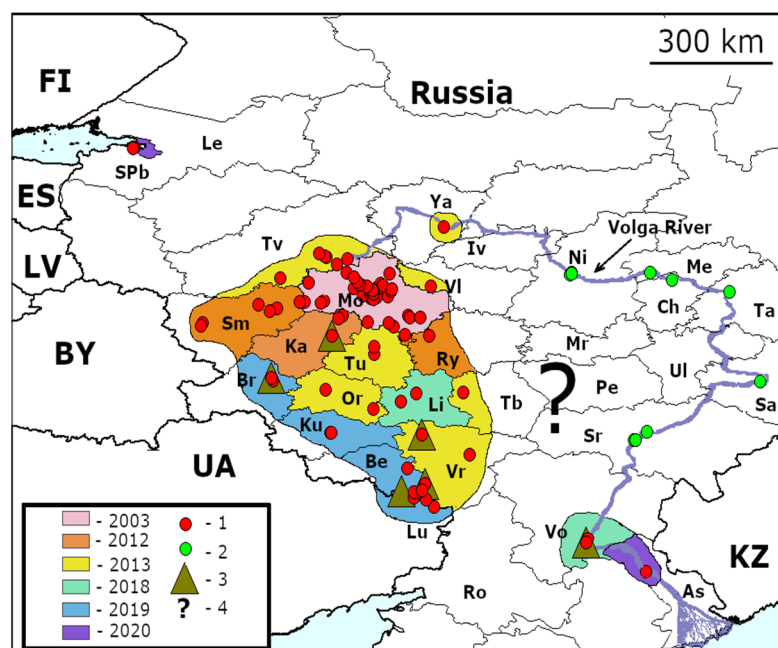 300 km
FI
Russia
Le
SPb
ES
Ya
Volga River
Tv
Iv
Ni
LV
Me
Vl
Mo
Ch
Ta
Sm
BY
Ka
Mr
Tu
Ry
Ul
Br
?
Pe
Sa
Or
Li
Tb
Ku
Sr
UA
Be
Vr
Lu
Vo
KZ
Ro
As
- 2003
- 2012
- 2013
- 2018
- 2019
- 2020
- 1
- 2
- 3
? - 4